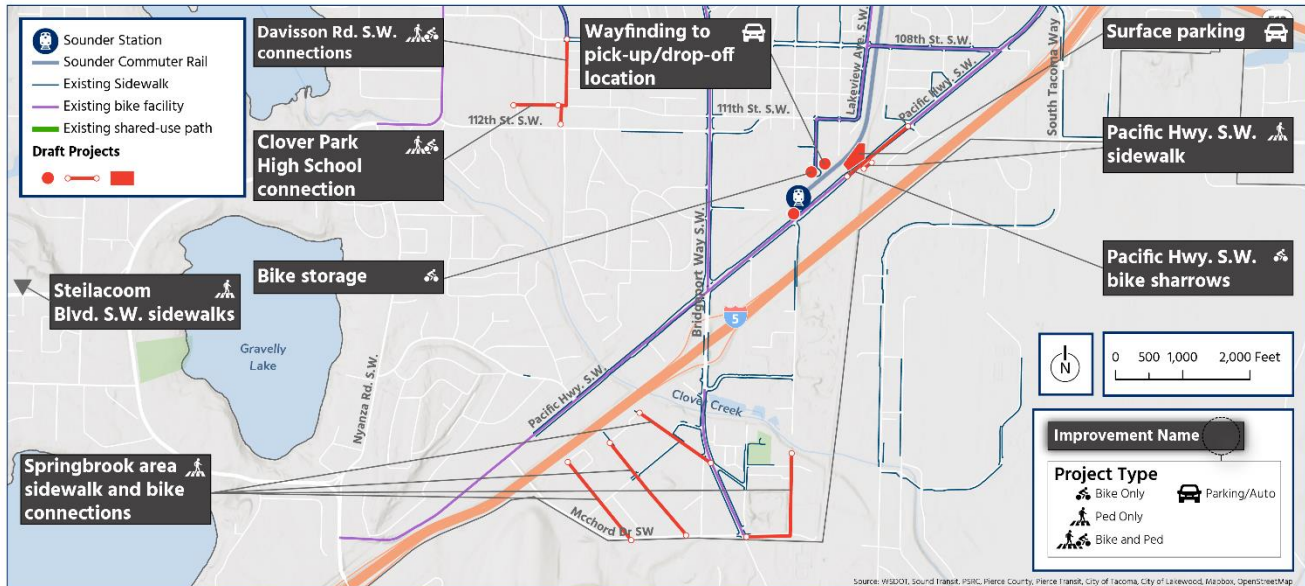 Sounder Station
Sounder Commuter Rail
Existing Sidewalk
Existing bike facility
Existing shared-use path
Draft Projects
Davisson Rd. S.W.
connections
Wayfinding to
pick-up/drop-off
location
Lakeview Ave. S.W.
108th St. S.W.
Pacific Hwy. S.W.
South Tacoma Way
Surface parking
111th St. S.W.
112th St. S.W.
Clover Park
High School
connection
Pacific Hwy. S.W.
sidewalk
Bike storage
Pacific Hwy. S.W.
bike sharrows
Steilacoom
Blvd. S.W. sidewalks
Gravelly
Lake
Nyanza Rd. S.W.
Bridgeport Way S.W.
5
Pacific Hwy. S.W.
Clover Creek
N
0 500 1,000 2,000 Feet
Springbrook area
sidewalk and bike
connections
Mcchord Dr SW
Improvement Name
Project Type
Bike Only
Parking/Auto
Ped Only
Bike and Ped
Source: WSDOT, Sound Transit, PSRC, Pierce County, Pierce Transit, City of Tacoma, City of Lakewood, Mapbox, OpenStreetMap